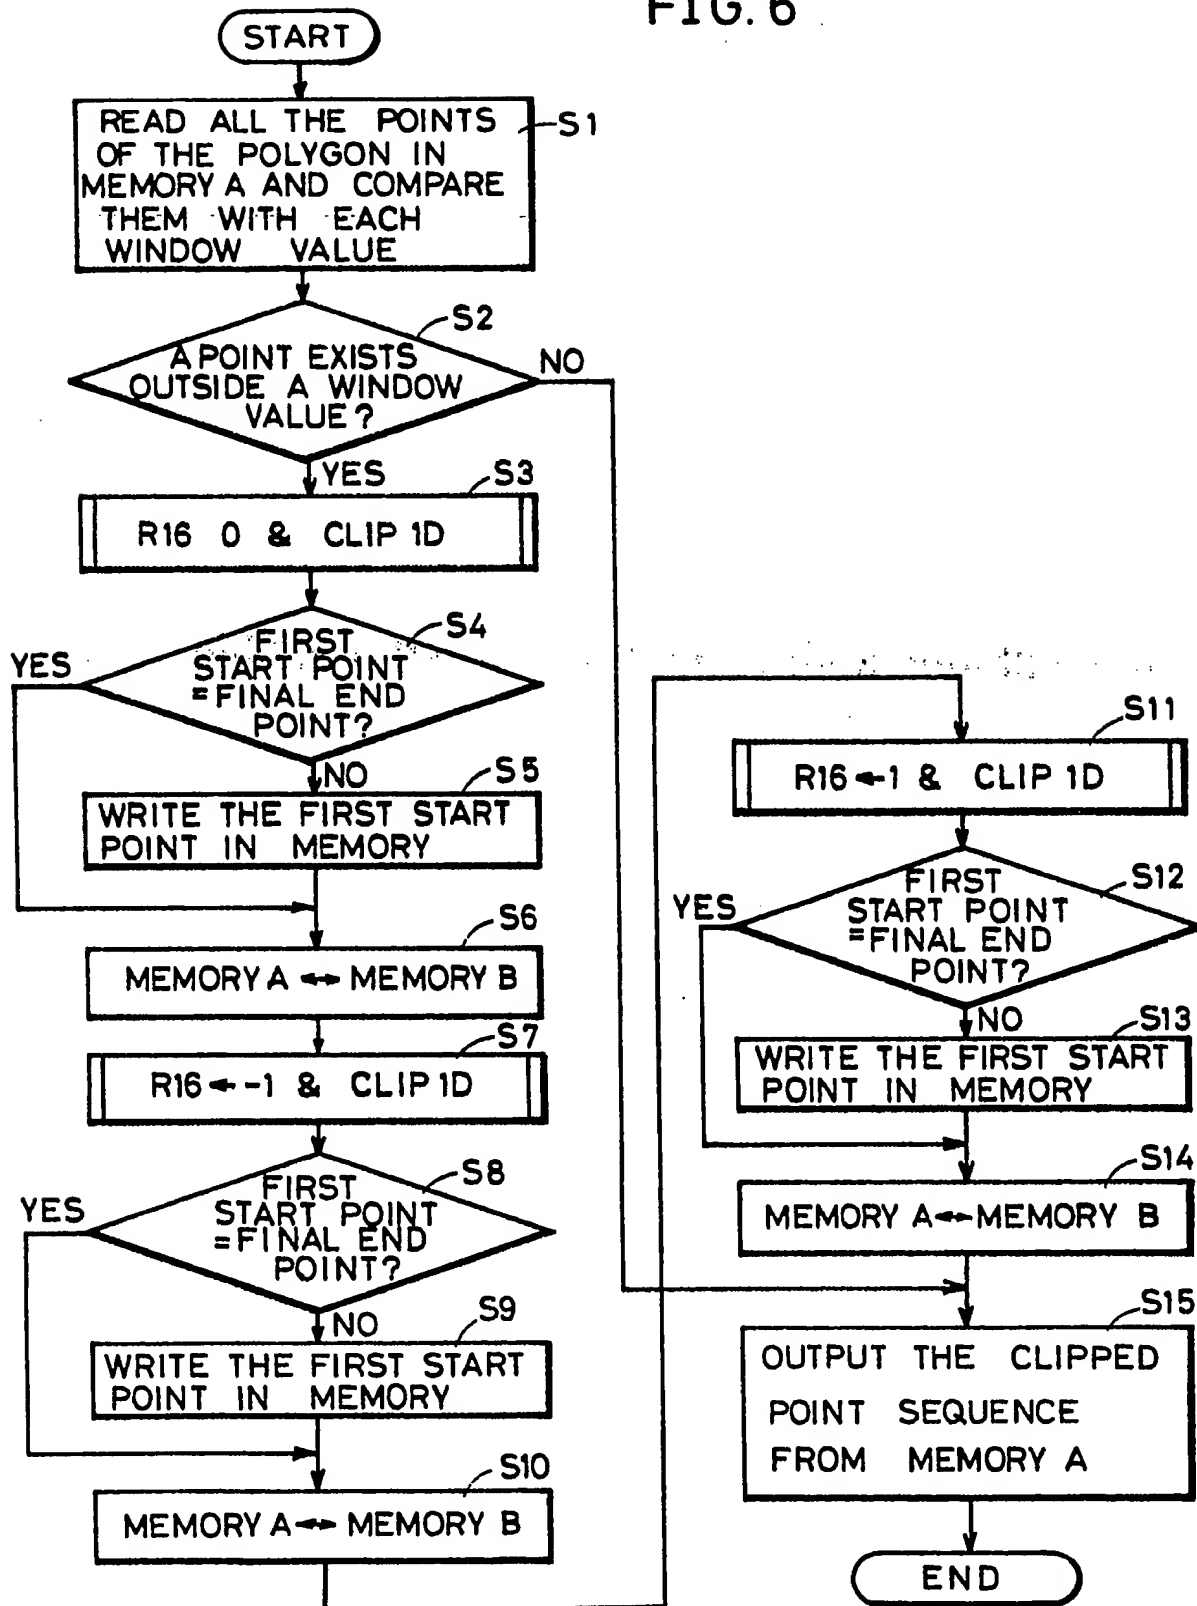 FIG. 6
START
READ ALL THE POINTS
OF THE POLYGON IN
MEMORY A AND COMPARE
THEM WITH EACH
WINDOW VALUE
S1
S2
A POINT EXISTS
OUTSIDE A WINDOW
VALUE?
NO
YES
S3
R16 0 & CLIP 1D
S4
FIRST
START POINT
=FINAL END
POINT?
YES
NO
S5
WRITE THE FIRST START
POINT IN MEMORY
S6
MEMORY A ↔ MEMORY B
S7
R16 ← -1 & CLIP 1D
S8
FIRST
START POINT
=FINAL END
POINT?
YES
NO
S9
WRITE THE FIRST START
POINT IN MEMORY
S10
MEMORY A ↔ MEMORY B
S11
R16 ← 1 & CLIP 1D
S12
FIRST
START POINT
=FINAL END
POINT?
YES
NO
S13
WRITE THE FIRST START
POINT IN MEMORY
S14
MEMORY A ↔ MEMORY B
S15
OUTPUT THE CLIPPED
POINT SEQUENCE
FROM MEMORY A
END